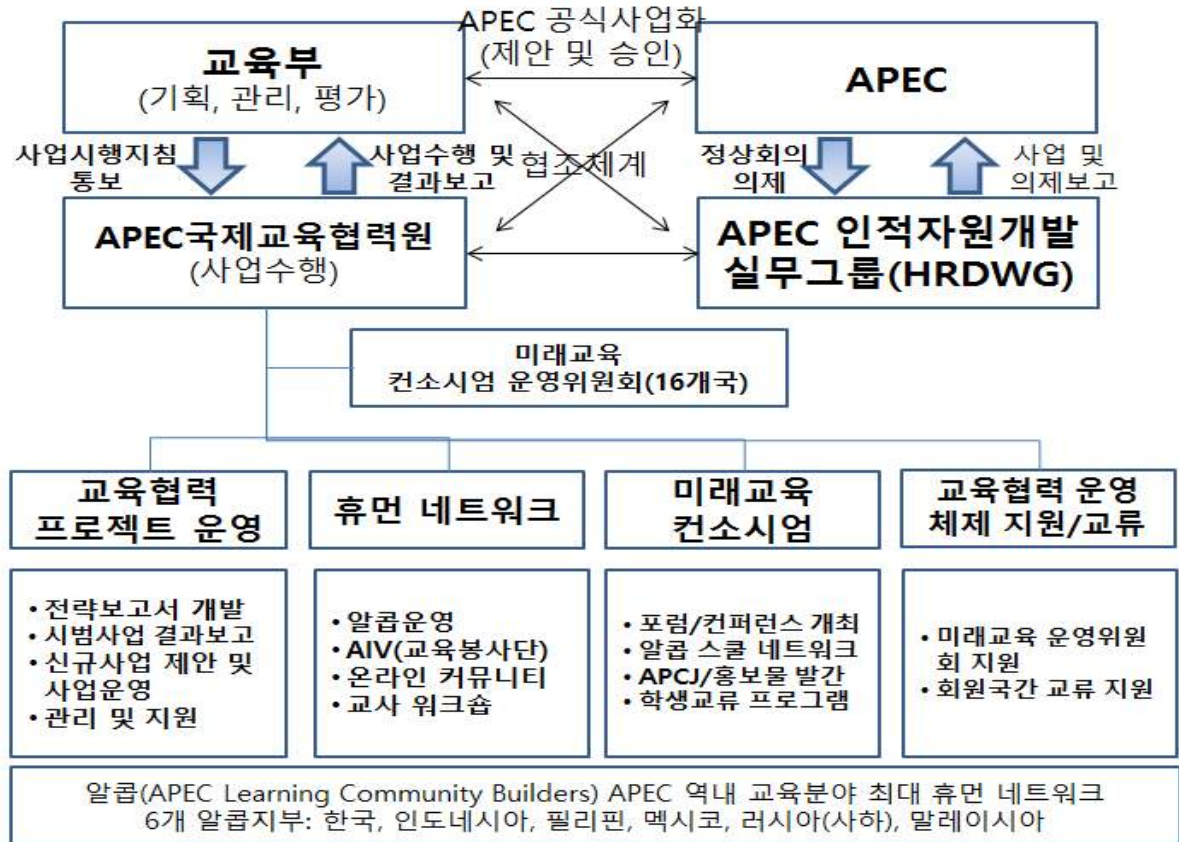 APEC 공식사업화
(제안 및 승인)
교육부
(기획, 관리, 평가)
APEC
사업시행지침
통보
사업수행 및
결과보고
협조체계
정상회의
의제
사업 및
의제보고
APEC국제교육협력원
(사업수행)
APEC 인적자원개발
실무그룹(HRDWG)
미래교육
컨소시엄 운영위원회(16개국)
교육협력
프로젝트 운영
휴먼 네트워크
미래교육
컨소시엄
교육협력 운영
체제 지원/교류
• 전략보고서 개발
• 시범사업 결과보고
• 신규사업 제안 및
사업운영
• 관리 및 지원
• 알콥운영
• AIV(교육봉사단)
• 온라인 커뮤니티
• 교사 워크숍
• 포럼/컨퍼런스 개최
• 알콥 스쿨 네트워크
• APCJ/홍보물 발간
• 학생교류 프로그램
• 미래교육 운영위원
회 지원
• 회원국간 교류 지원
알콥(APEC Learning Community Builders) APEC 역내 교육분야 최대 휴먼 네트워크
6개 알콥지부: 한국, 인도네시아, 필리핀, 멕시코, 러시아(사하), 말레이시아